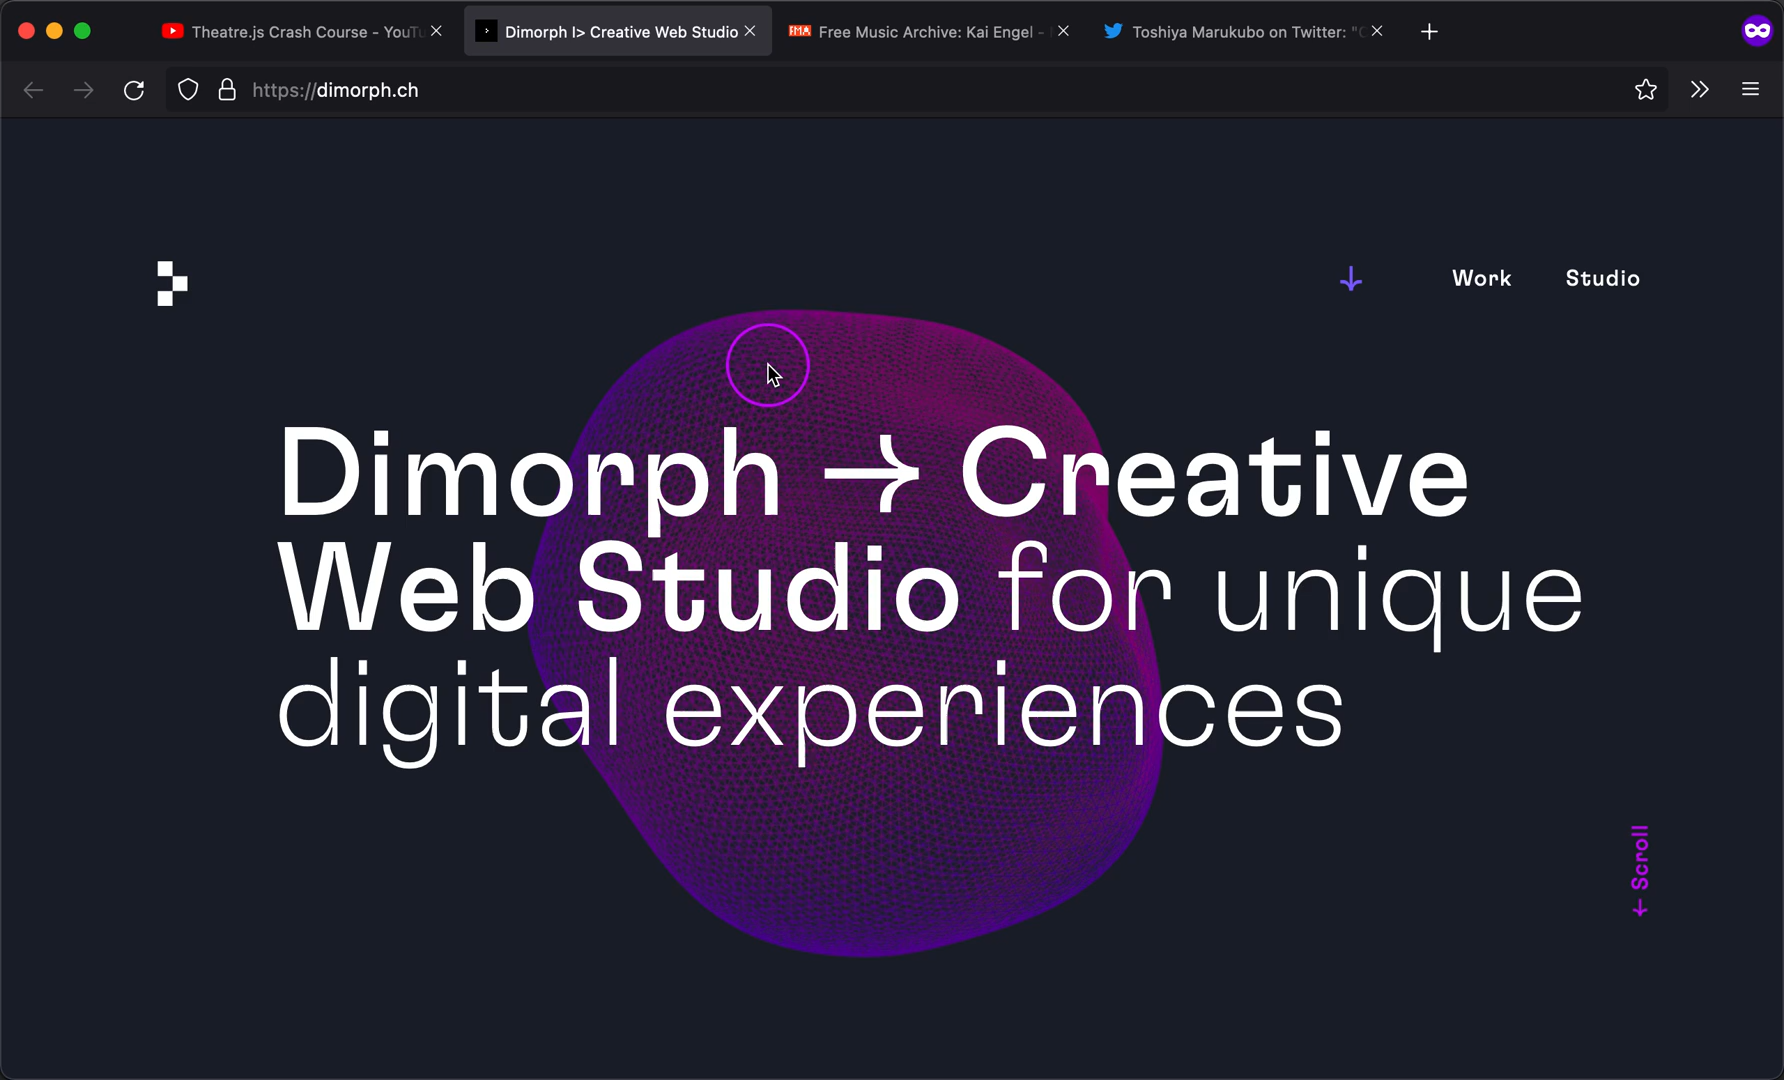 Theatre.js Crash Course - YouTu
Dimorph |> Creative Web Studio
Free Music Archive: Kai Engel -
Toshiya Marukubo on Twitter: "C
https://dimorph.ch
Work
Studio
Dimorph → Creative
Web Studio for unique
digital experiences
← Scroll